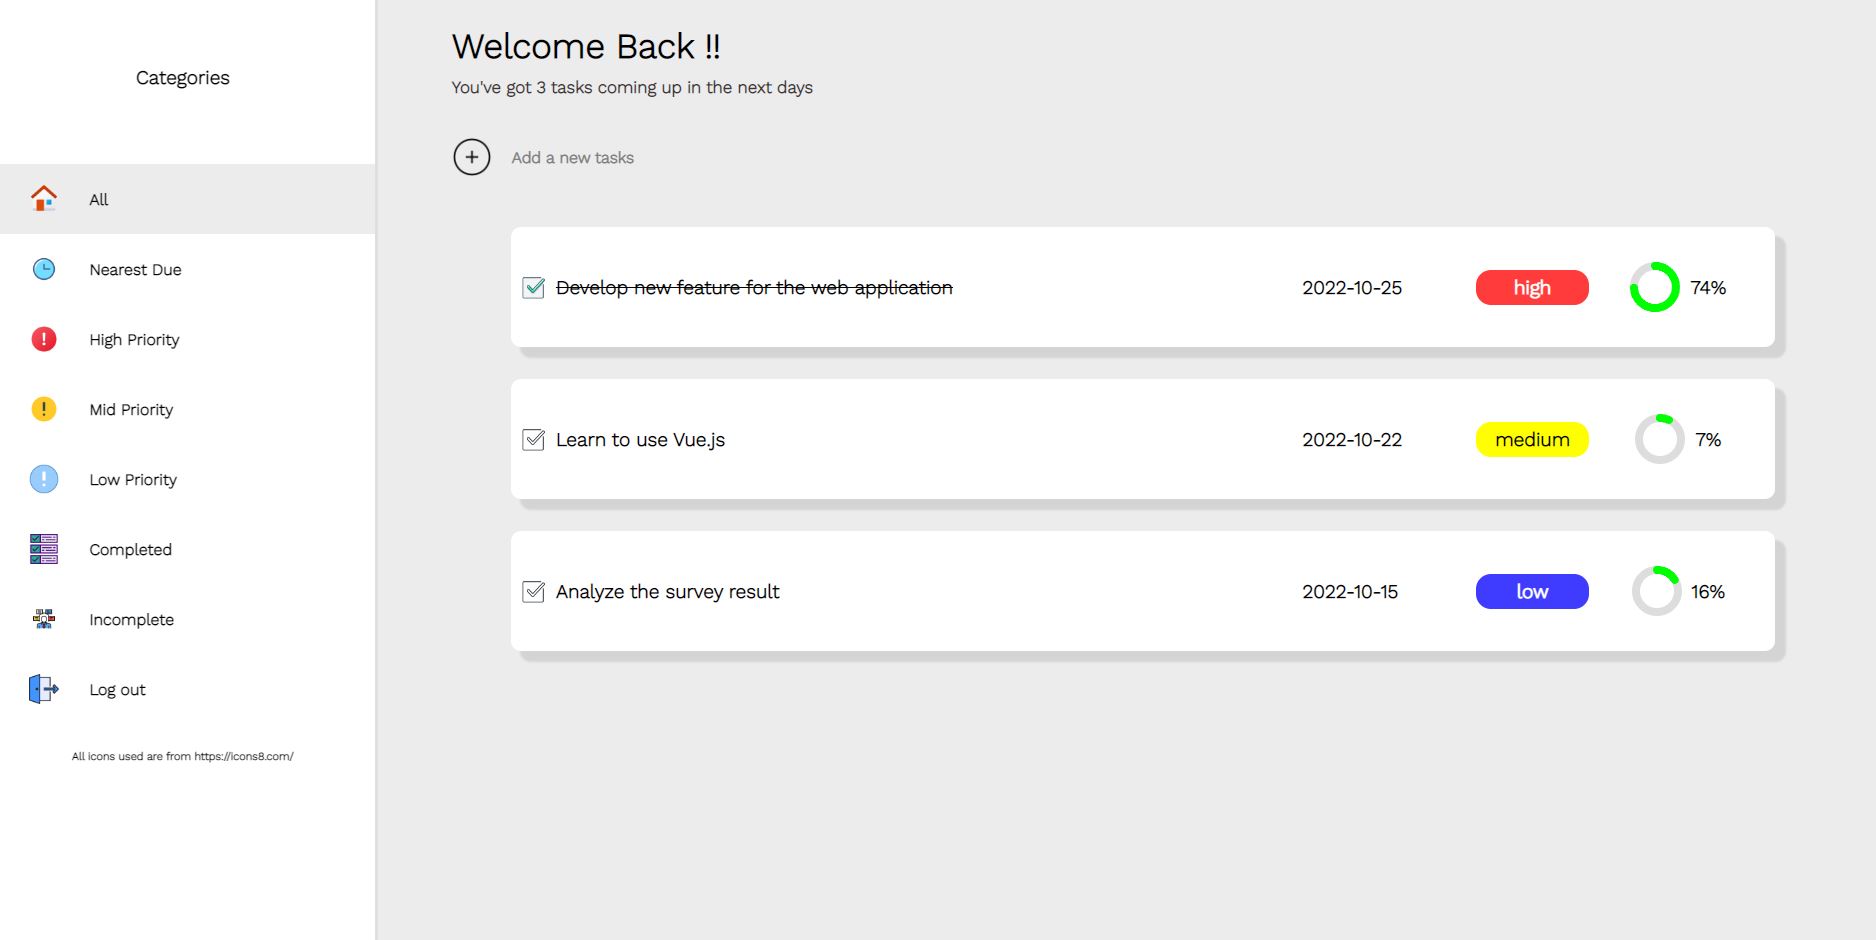 Categories
All
Nearest Due
High Priority
Mid Priority
Low Priority
Completed
Incomplete
Log out
All icons used are from https://icons8.com/
Welcome Back !!
You've got 3 tasks coming up in the next days
Add a new tasks
Develop new feature for the web application 2022-10-25 high 74%
Learn to use Vue.js 2022-10-22 medium 7%
Analyze the survey result 2022-10-15 low 16%